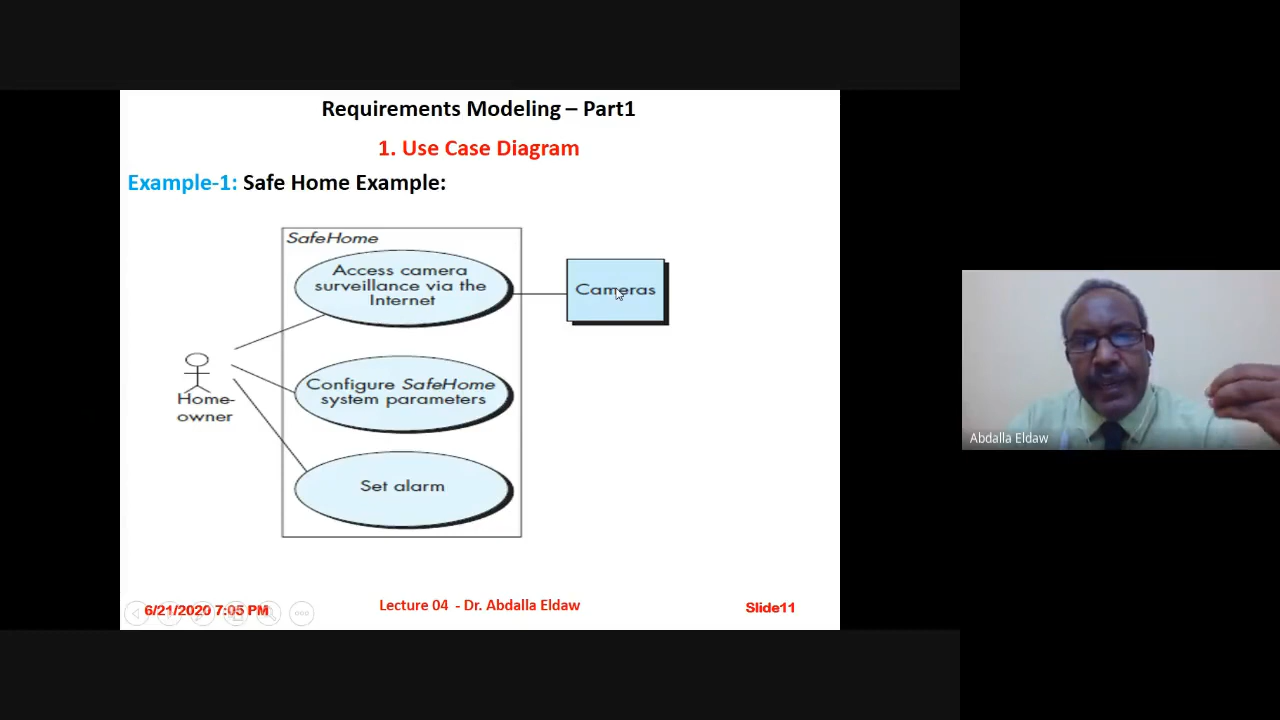 Requirements Modeling – Part1
1. Use Case Diagram
Example-1: Safe Home Example:
SafeHome
Access camera
surveillance via the
Internet
Cameras
Configure SafeHome
system parameters
Home-
owner
Set alarm
6/21/2020 7:05 PM
Lecture 04 - Dr. Abdalla Eldaw
Slide11
Abdalla Eldaw